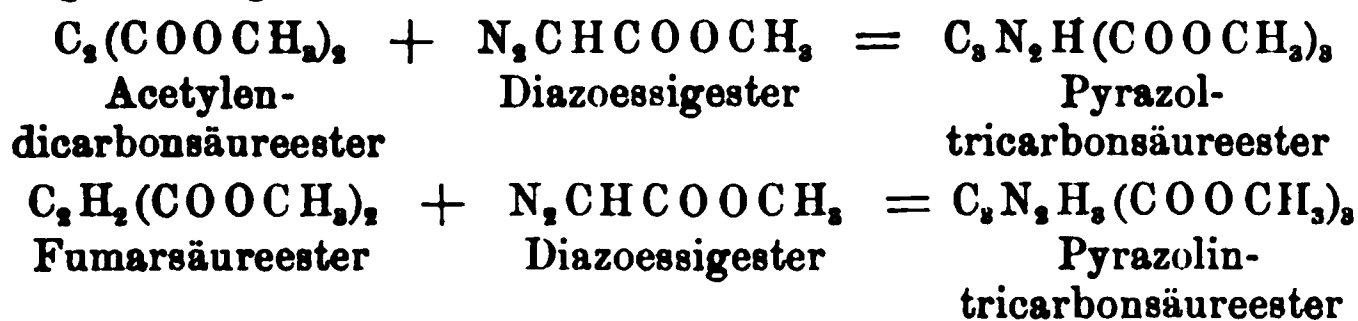 C₂(COOCH₃)₂ + N₂CHCOOCH₃ = C₃N₂H(COOCH₃)₃
Acetylen- Diazoessigester Pyrazol-
dicarbonsäureester tricarbonsäureester
C₂H₂(COOCH₃)₂ + N₂CHCOOCH₃ = C₃N₂H₃(COOCH₃)₃
Fumarsäureester Diazoessigester Pyrazolin-
tricarbonsäureester